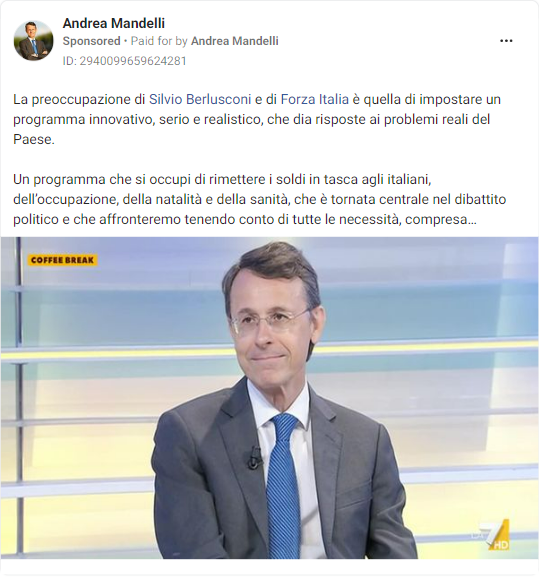 Andrea Mandelli
Sponsored • Paid for by Andrea Mandelli
ID: 2940099659624281
La preoccupazione di Silvio Berlusconi e di Forza Italia è quella di impostare un
programma innovativo, serio e realistico, che dia risposte ai problemi reali del
Paese.
Un programma che si occupi di rimettere i soldi in tasca agli italiani,
dell'occupazione, della natalità e della sanità, che è tornata centrale nel dibattito
politico e che affronteremo tenendo conto di tutte le necessità, compresa...
COFFEE BREAK
LA7 HD